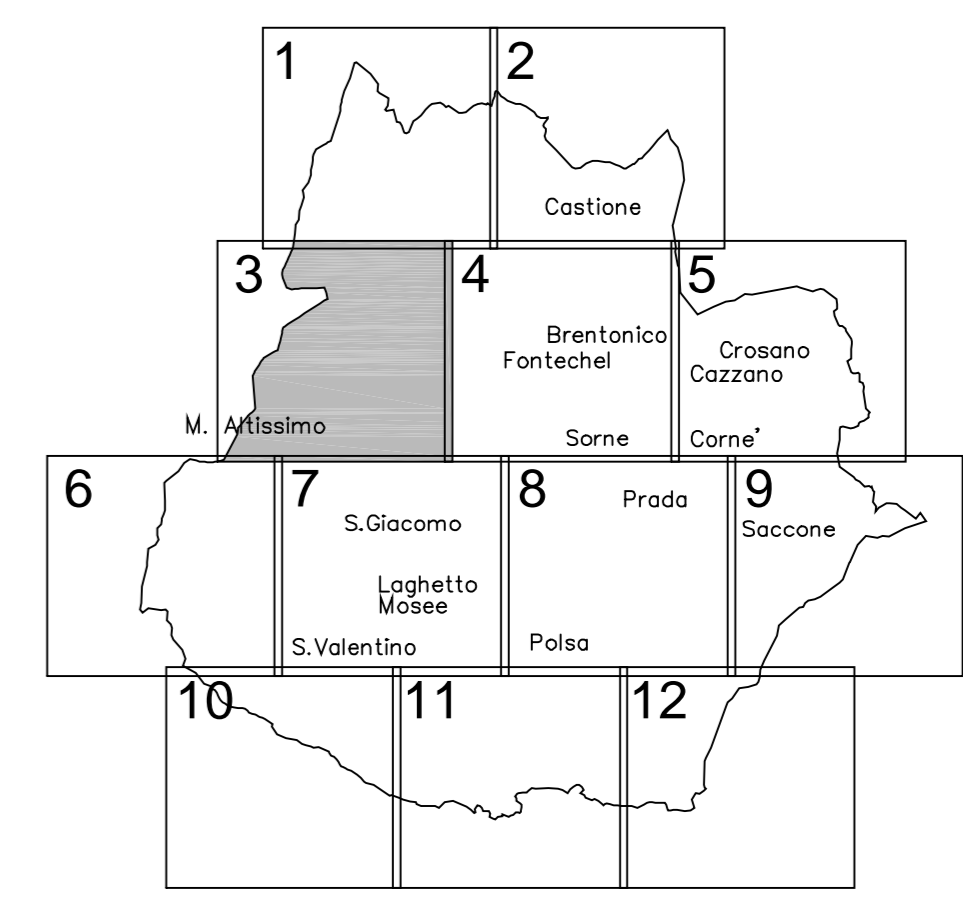 1
2
Castione
3
4
5
Brentonico
Fontechel
Crosano
Cazzano
M. Altissimo
Sorne
Corne'
6
7
8
9
Prada
S.Giacomo
Saccone
Laghetto
Mosee
S.Valentino
Polsa
10
11
12